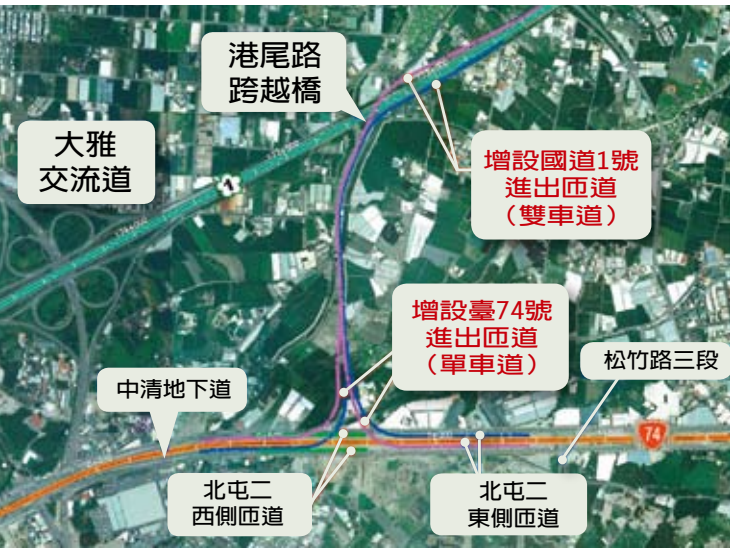 港尾路
跨越橋
大雅
交流道
1
增設國道1號
進出匝道
(雙車道)
增設臺74號
進出匝道
(單車道)
松竹路三段
中清地下道
74
北屯二
西側匝道
北屯二
東側匝道